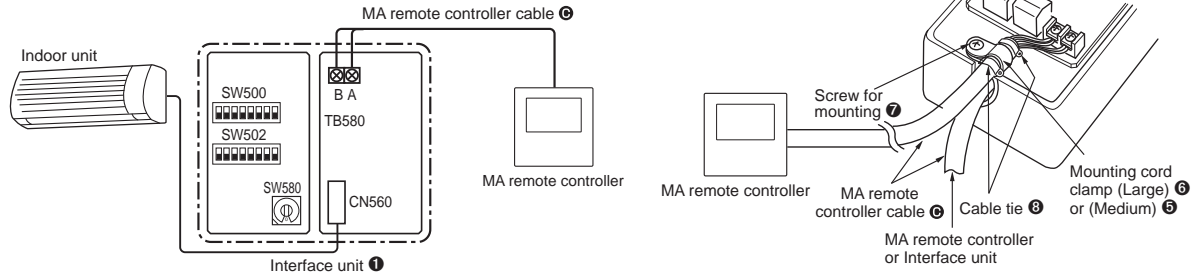 MA remote controller cable C
Indoor unit
SW500
SW502
SW580
B A
TB580
CN560
MA remote controller
Interface unit ❶
Screw for
mounting ❼
MA remote controller
MA remote
controller cable C
Cable tie ❽
Mounting cord
clamp (Large) ❻
or (Medium) ❺
MA remote controller
or Interface unit